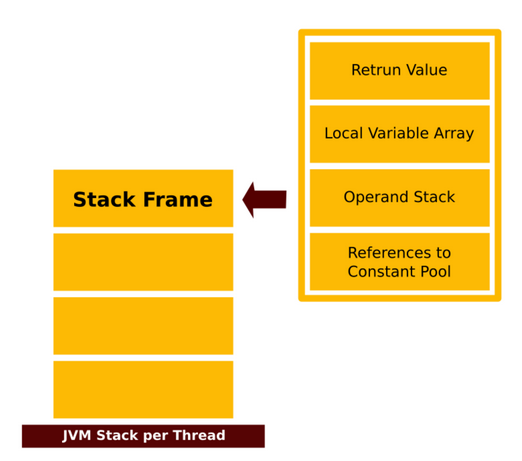 Retrun Value
Local Variable Array
Operand Stack
References to
Constant Pool
Stack Frame
JVM Stack per Thread